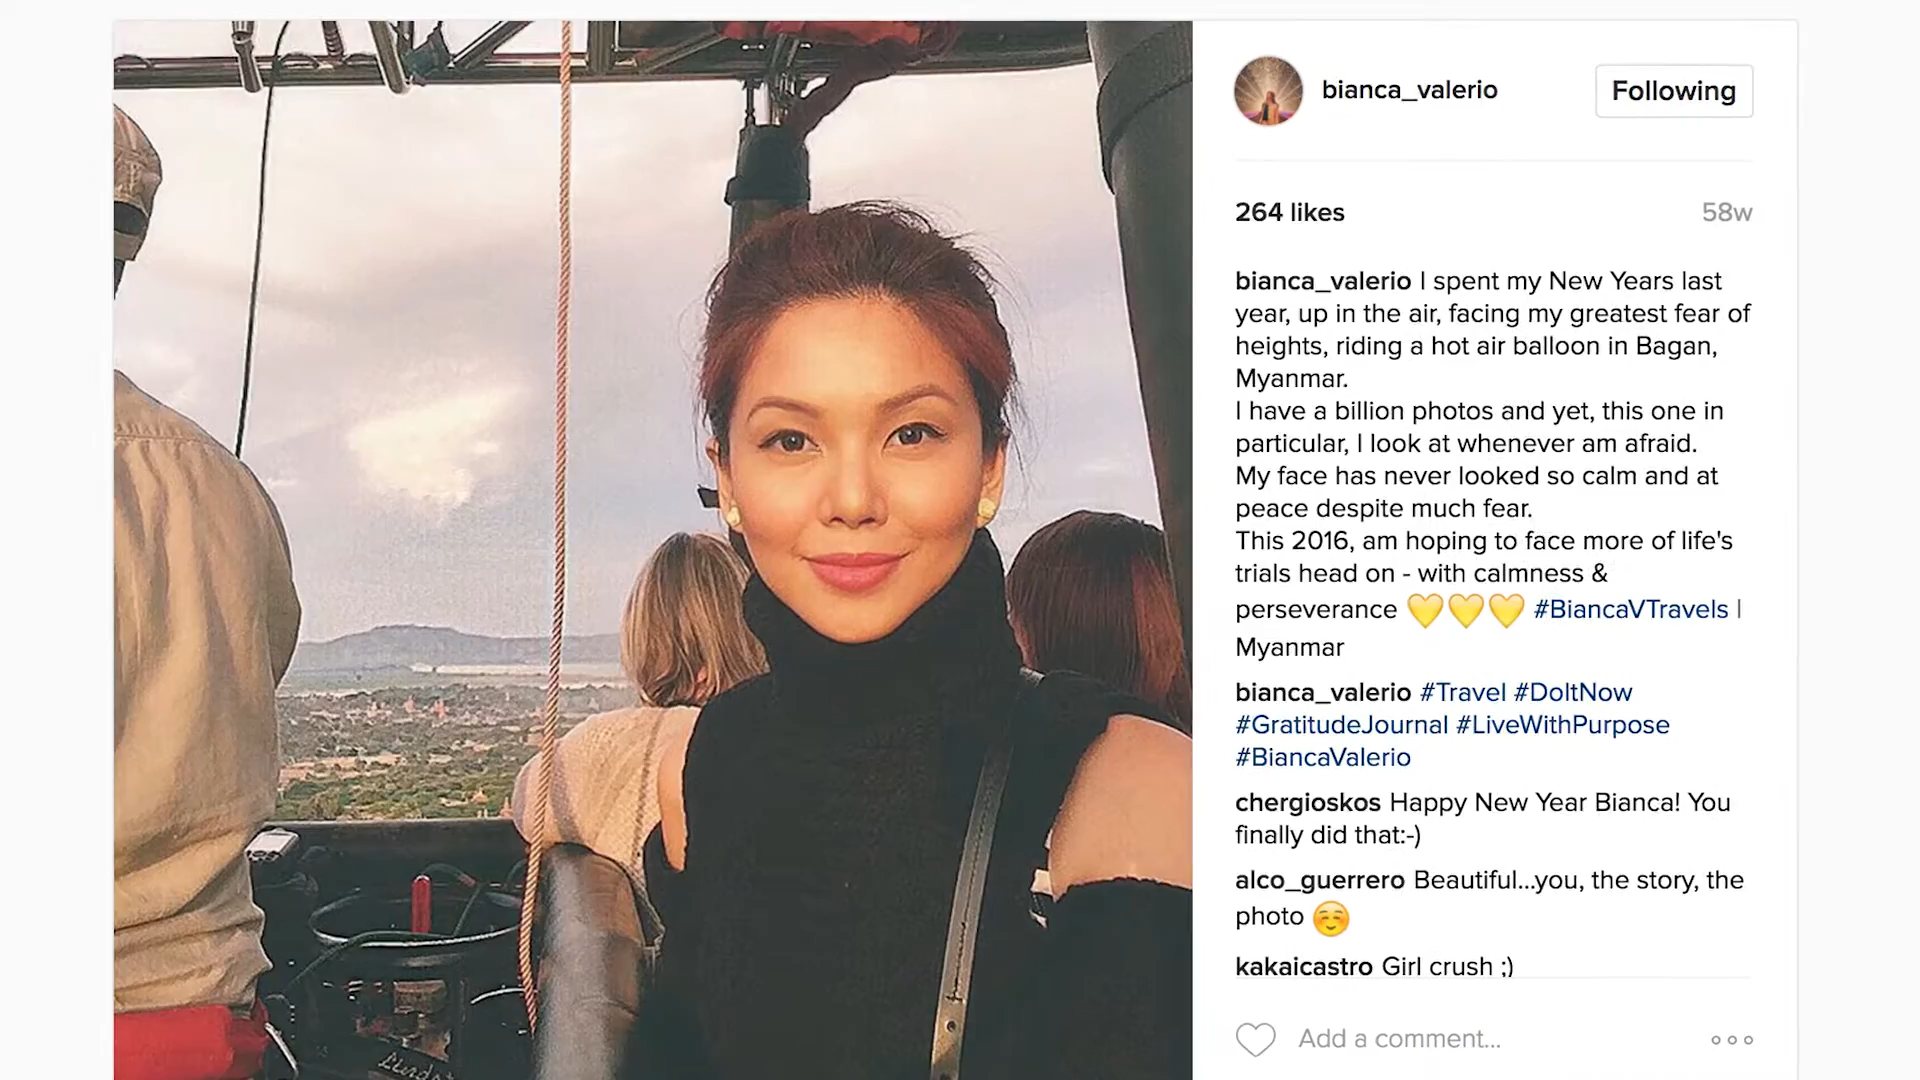 bianca_valerio
Following
264 likes
58w
bianca_valerio I spent my New Years last
year, up in the air, facing my greatest fear of
heights, riding a hot air balloon in Bagan,
Myanmar.
I have a billion photos and yet, this one in
particular, I look at whenever am afraid.
My face has never looked so calm and at
peace despite much fear.
This 2016, am hoping to face more of life's
trials head on - with calmness &
perseverance 💛💛💛 #BiancaVTravels |
Myanmar
bianca_valerio #Travel #DoItNow
#GratitudeJournal #LiveWithPurpose
#BiancaValerio
chergioskos Happy New Year Bianca! You
finally did that:-)
alco_guerrero Beautiful...you, the story, the
photo ☺️
kakaicastro Girl crush ;)
Add a comment...